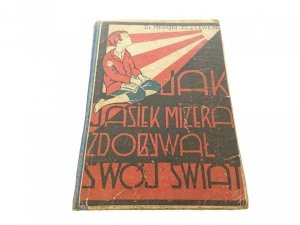 JAK
JASIEK MIZERA
ZDOBYWAŁ
SWÓJ ŚWIAT